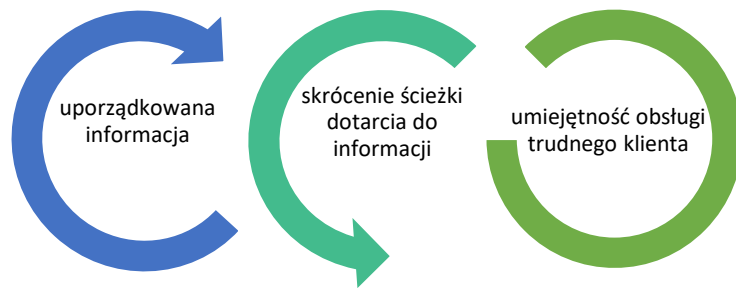 uporządkowana
informacja
skrócenie ścieżki
dotarcia do
informacji
umiejętność obsługi
trudnego klienta